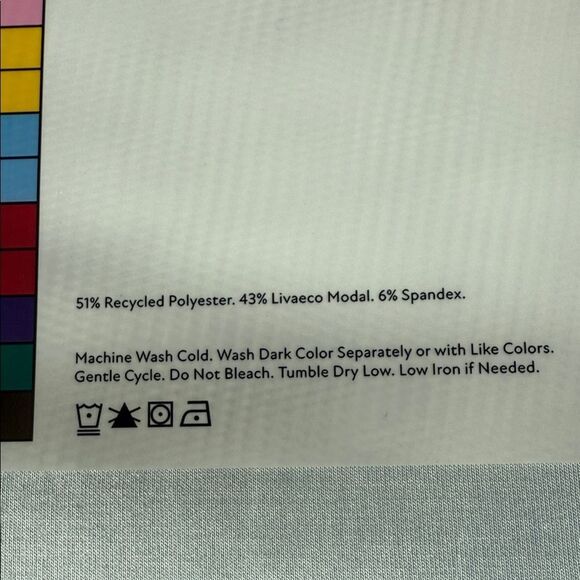 51% Recycled Polyester. 43% Livaeco Modal. 6% Spandex.
Machine Wash Cold. Wash Dark Color Separately or with Like Colors.
Gentle Cycle. Do Not Bleach. Tumble Dry Low. Low Iron if Needed.